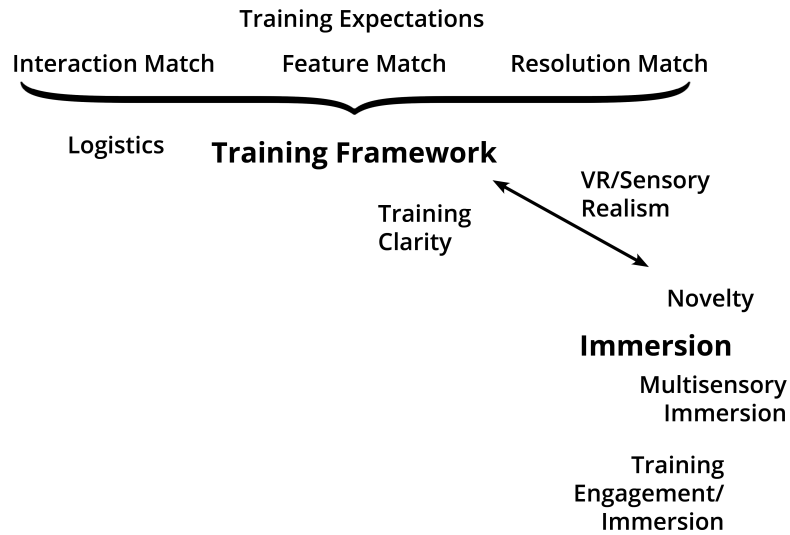 Training Expectations
Interaction Match Feature Match Resolution Match
Logistics
Training Framework
VR/Sensory
Realism
Training
Clarity
Novelty
Immersion
Multisensory
Immersion
Training
Engagement/
Immersion